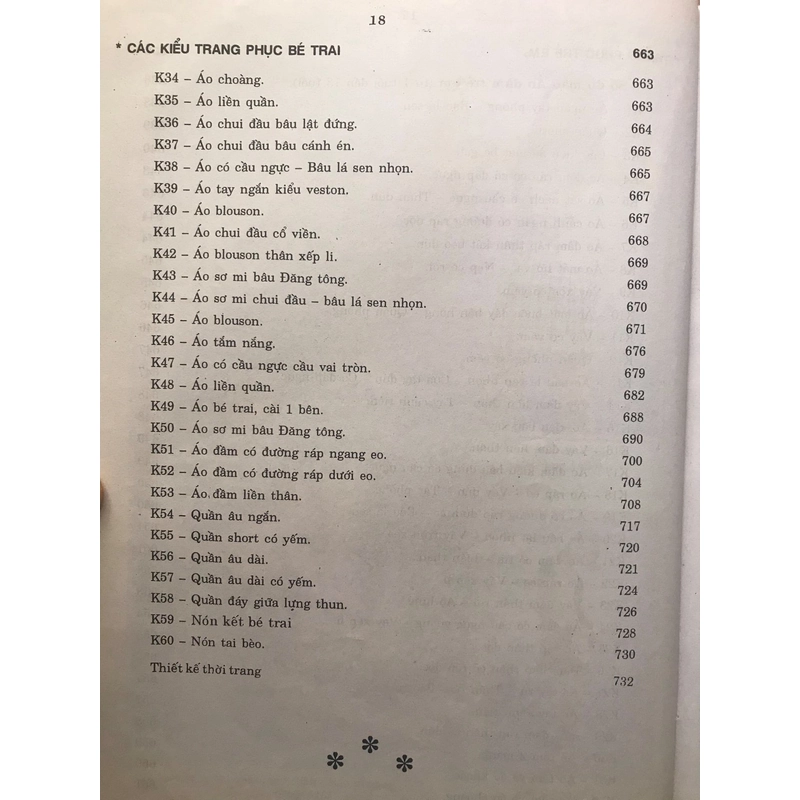 18
* CÁC KIỂU TRANG PHỤC BÉ TRAI 663
K34 – Áo choàng. 663
K35 – Áo liền quần. 663
K36 – Áo chui đầu bâu lật đứng. 664
K37 – Áo chui đầu bâu cánh én. 665
K38 – Áo có cầu ngực – Bâu lá sen nhọn. 665
K39 – Áo tay ngắn kiểu veston. 667
K40 – Áo blouson. 667
K41 – Áo chui đầu cổ viền. 668
K42 – Áo blouson thân xếp li. 669
K43 – Áo sơ mi bâu Đăng tông. 669
K44 – Áo sơ mi chui đầu – bâu lá sen nhọn. 670
K45 – Áo blouson. 671
K46 – Áo tắm nắng. 676
K47 – Áo có cầu ngực cầu vai tròn. 679
K48 – Áo liền quần. 682
K49 – Áo bé trai, cài 1 bên. 688
K50 – Áo sơ mi bâu Đăng tông. 690
K51 – Áo đầm có đường ráp ngang eo. 700
K52 – Áo đầm có đường ráp dưới eo. 704
K53 – Áo đầm liền thân. 708
K54 – Quần âu ngắn. 717
K55 – Quần short có yếm. 720
K56 – Quần âu dài. 721
K57 – Quần âu dài có yếm. 724
K58 – Quần đáy giữa lựng thun. 726
K59 – Nón kết bé trai 728
K60 – Nón tai bèo. 730
Thiết kế thời trang 732